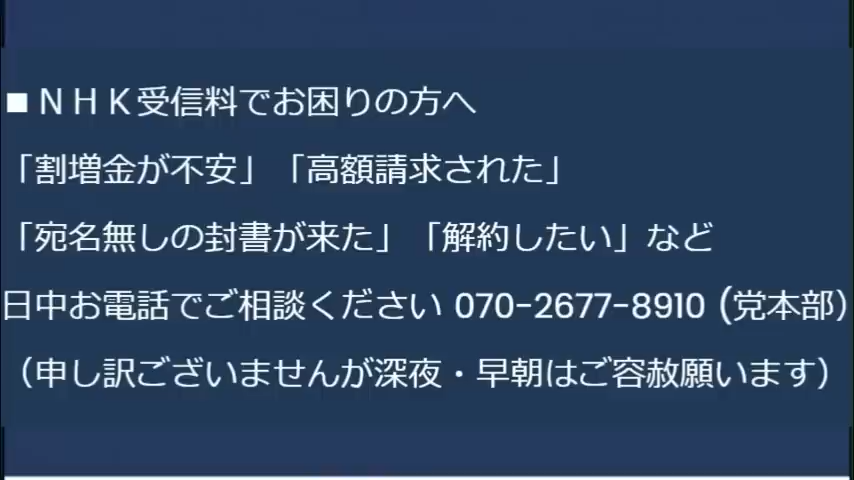 ■ＮＨＫ受信料でお困りの方へ
「割増金が不安」「高額請求された」
「宛名無しの封書が来た」「解約したい」など
日中お電話でご相談ください 070-2677-8910 (党本部)
（申し訳ございませんが深夜・早朝はご容赦願います）